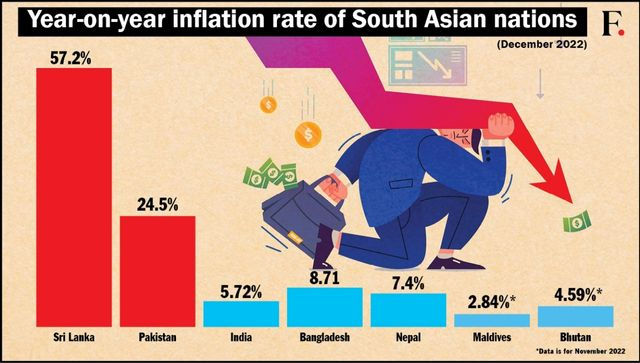 Year-on-year inflation rate of South Asian nations
F.
(December 2022)
57.2%
24.5%
5.72%
8.71
7.4%
2.84%*
4.59%*
Sri Lanka
Pakistan
India
Bangladesh
Nepal
Maldives
Bhutan
*Data is for November 2022